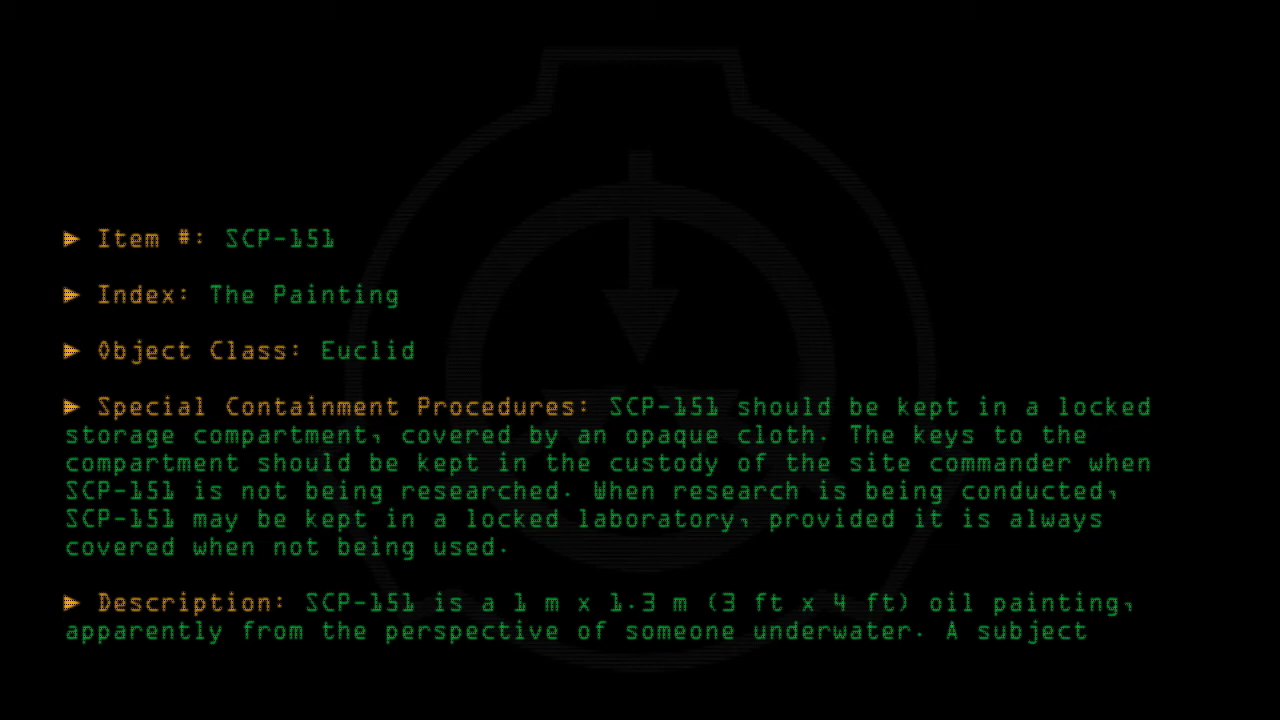 ► Item #: SCP-151
► Index: The Painting
► Object Class: Euclid
► Special Containment Procedures: SCP-151 should be kept in a locked
storage compartment, covered by an opaque cloth. The keys to the
compartment should be kept in the custody of the site commander when
SCP-151 is not being researched. When research is being conducted,
SCP-151 may be kept in a locked laboratory, provided it is always
covered when not being used.
► Description: SCP-151 is a 1 m x 1.3 m (3 ft x 4 ft) oil painting,
apparently from the perspective of someone underwater. A subject